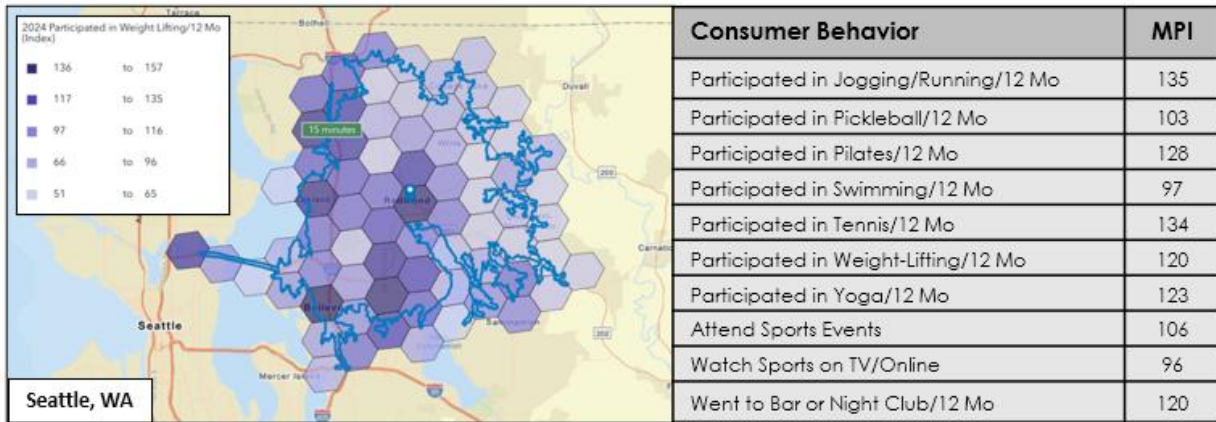 2024 Participated in Weight Lifting/12 Mo
(Index)
136 to 157
117 to 135
97 to 116
66 to 96
51 to 65
Bothell
Duvall
15 minutes
Redmond
203
Seattle
Mercer Island
202
Seattle, WA
Consumer Behavior MPI
Participated in Jogging/Running/12 Mo 135
Participated in Pickleball/12 Mo 103
Participated in Pilates/12 Mo 128
Participated in Swimming/12 Mo 97
Participated in Tennis/12 Mo 134
Participated in Weight-Lifting/12 Mo 120
Participated in Yoga/12 Mo 123
Attend Sports Events 106
Watch Sports on TV/Online 96
Went to Bar or Night Club/12 Mo 120